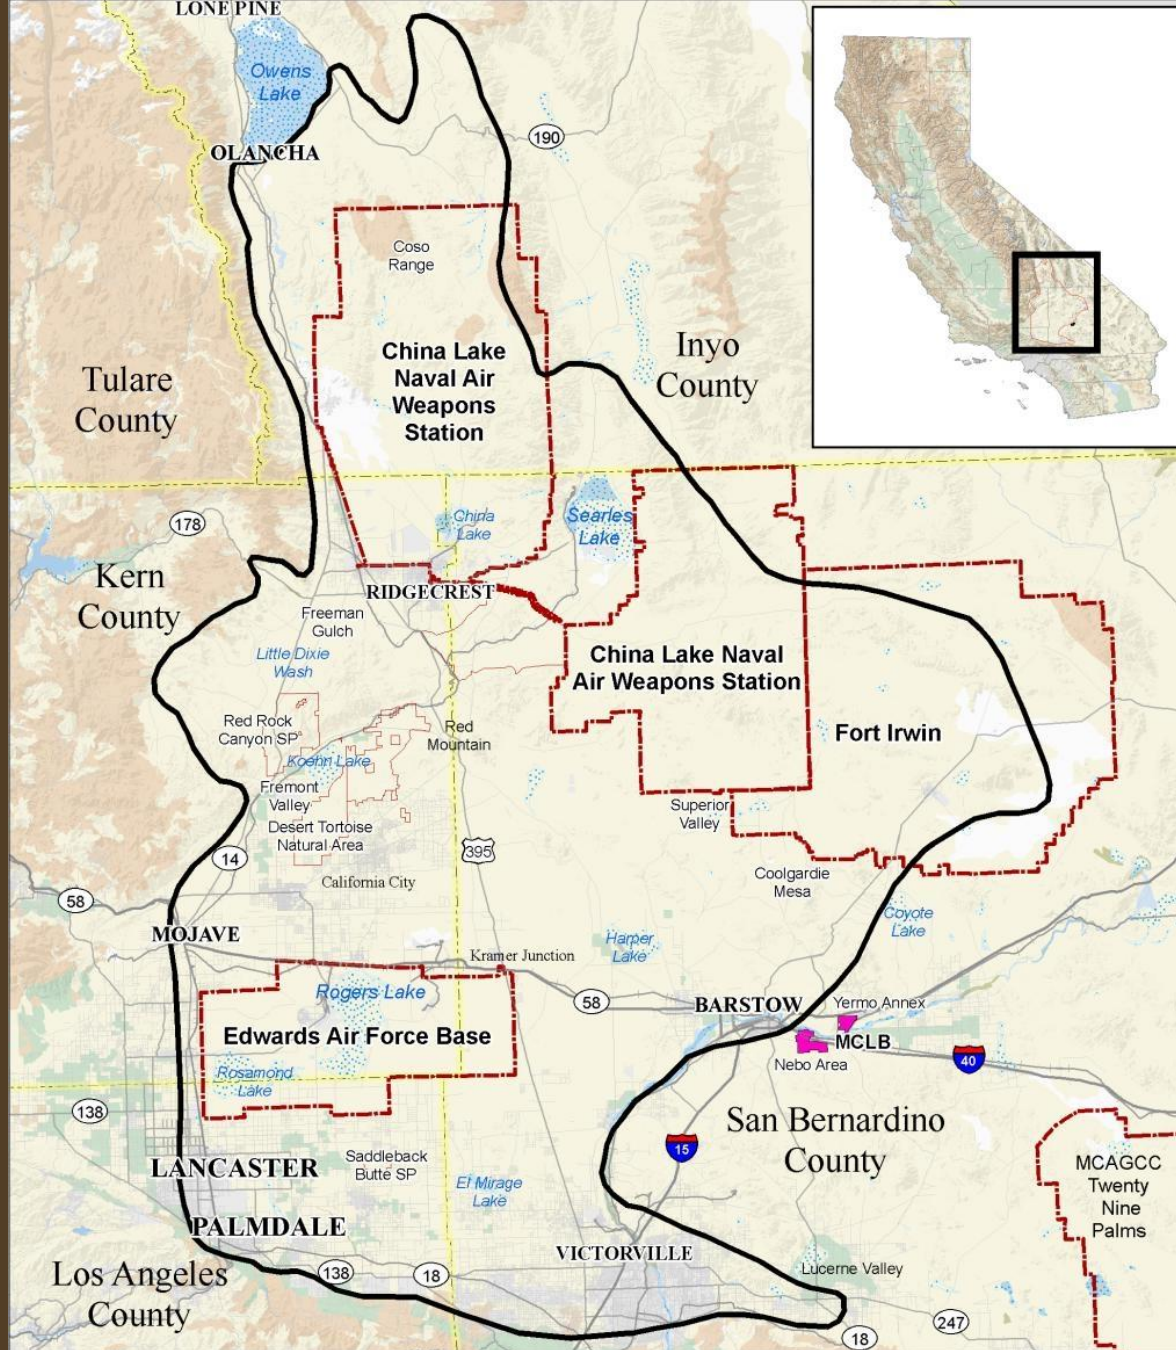 LONE PINE
Owens
Lake
OLANCHA
190
Coso
Range
China Lake
Naval Air
Weapons
Station
Inyo
County
Tulare
County
178
China
Lake
Searles
Lake
Kern
County
RIDGECREST
Freeman
Gulch
Little Dixie
Wash
China Lake Naval
Air Weapons Station
Red Rock
Canyon SP
Red
Mountain
Fort Irwin
Koehn Lake
Fremont
Valley
Superior
Valley
Desert Tortoise
Natural Area
14
395
California City
Coolgardie
Mesa
58
Coyote
Lake
MOJAVE
Harper
Lake
Kramer Junction
Rogers Lake
58
BARSTOW
Yermo Annex
Edwards Air Force Base
MCLB
Nebo Area
40
Rosamond
Lake
138
San Bernardino
County
15
LANCASTER
Saddleback
Butte SP
El Mirage
Lake
MCAGCC
Twenty
Nine
Palms
PALMDALE
VICTORVILLE
Los Angeles
County
138
18
Lucerne Valley
247
18